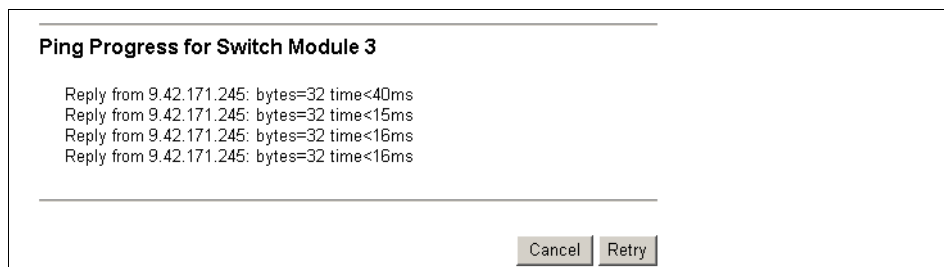 Ping Progress for Switch Module 3
Reply from 9.42.171.245: bytes=32 time<40ms
Reply from 9.42.171.245: bytes=32 time<15ms
Reply from 9.42.171.245: bytes=32 time<16ms
Reply from 9.42.171.245: bytes=32 time<16ms
Cancel Retry